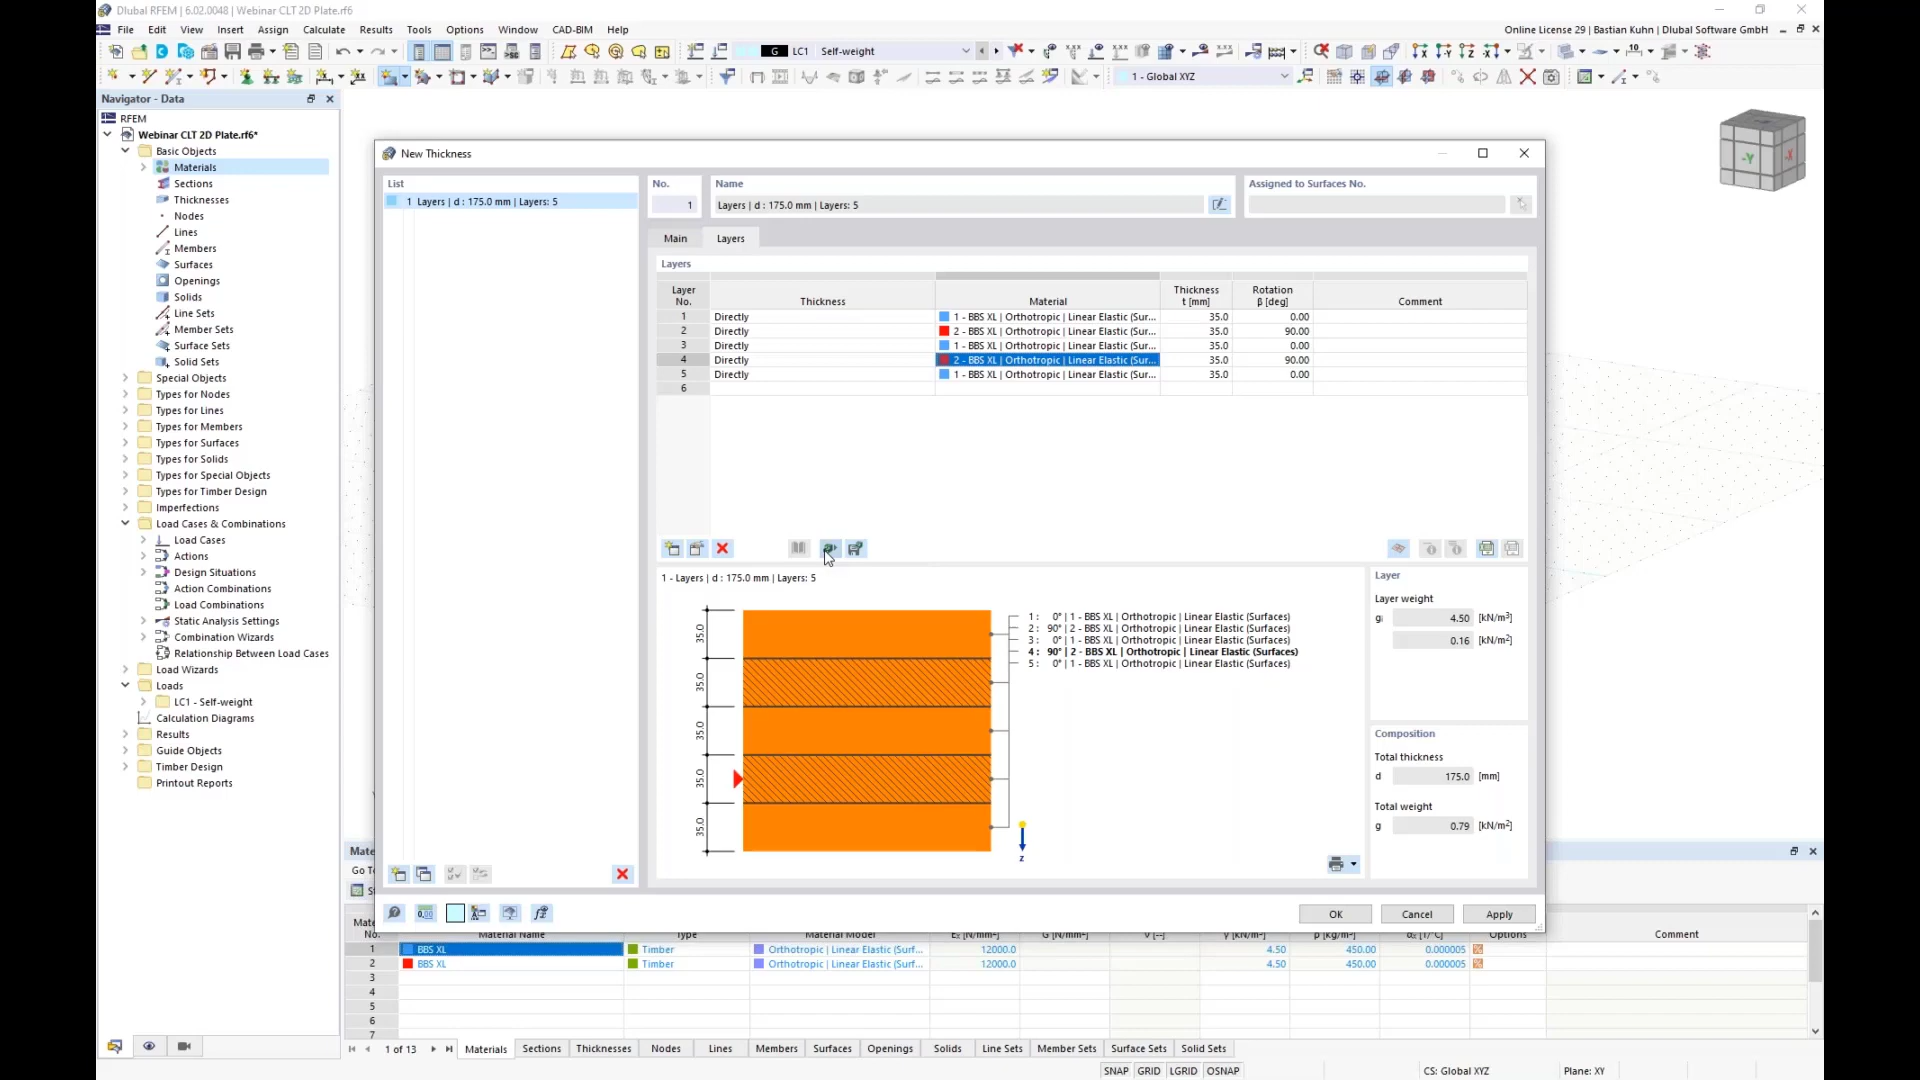 Dlubal RFEM | 6.02.0048 | Webinar CLT 2D Plate.rf6
File Edit View Insert Assign Calculate Results Tools Options Window CAD-BIM Help
Online License 29 | Bastian Kuhn | Dlubal Software GmbH
G LC1 Self-weight
1 - Global XYZ
Navigator - Data
RFEM
Webinar CLT 2D Plate.rf6*
Basic Objects
Materials
Sections
Thicknesses
Nodes
Lines
Members
Surfaces
Openings
Solids
Line Sets
Member Sets
Surface Sets
Solid Sets
Special Objects
Types for Nodes
Types for Lines
Types for Members
Types for Surfaces
Types for Solids
Types for Special Objects
Types for Timber Design
Imperfections
Load Cases & Combinations
Load Cases
Actions
Design Situations
Action Combinations
Load Combinations
Static Analysis Settings
Combination Wizards
Relationship Between Load Cases
Load Wizards
Loads
LC1 - Self-weight
Calculation Diagrams
Results
Guide Objects
Timber Design
Printout Reports
New Thickness
List
1 Layers | d : 175.0 mm | Layers: 5
No.
1
Name
Layers | d : 175.0 mm | Layers: 5
Assigned to Surfaces No.
Main Layers
Layers
Layer No. Thickness Material Thickness t [mm] Rotation β [deg] Comment
1 Directly 1 - BBS XL | Orthotropic | Linear Elastic (Sur... 35.0 0.00
2 Directly 2 - BBS XL | Orthotropic | Linear Elastic (Sur... 35.0 90.00
3 Directly 1 - BBS XL | Orthotropic | Linear Elastic (Sur... 35.0 0.00
4 Directly 2 - BBS XL | Orthotropic | Linear Elastic (Sur... 35.0 90.00
5 Directly 1 - BBS XL | Orthotropic | Linear Elastic (Sur... 35.0 0.00
6
1 - Layers | d : 175.0 mm | Layers: 5
35.0
35.0
35.0
35.0
35.0
1 : 0° | 1 - BBS XL | Orthotropic | Linear Elastic (Surfaces)
2 : 90° | 2 - BBS XL | Orthotropic | Linear Elastic (Surfaces)
3 : 0° | 1 - BBS XL | Orthotropic | Linear Elastic (Surfaces)
4 : 90° | 2 - BBS XL | Orthotropic | Linear Elastic (Surfaces)
5 : 0° | 1 - BBS XL | Orthotropic | Linear Elastic (Surfaces)
z
Layer
Layer weight
gi 4.50 [kN/m³]
0.16 [kN/m²]
Composition
Total thickness
d 175.0 [mm]
Total weight
g 0.79 [kN/m²]
OK Cancel Apply
-Y -X
Mate
Go T
Mate No. Material Name Type Material Model Options Comment
1 BBS XL Timber Orthotropic | Linear Elastic (Surf... 12000.0 4.50 450.00 0.000005
2 BBS XL Timber Orthotropic | Linear Elastic (Surf... 12000.0 4.50 450.00 0.000005
3
4
5
6
7
1 of 13 Materials Sections Thicknesses Nodes Lines Members Surfaces Openings Solids Line Sets Member Sets Surface Sets Solid Sets
SNAP GRID LGRID OSNAP CS: Global XYZ Plane: XY